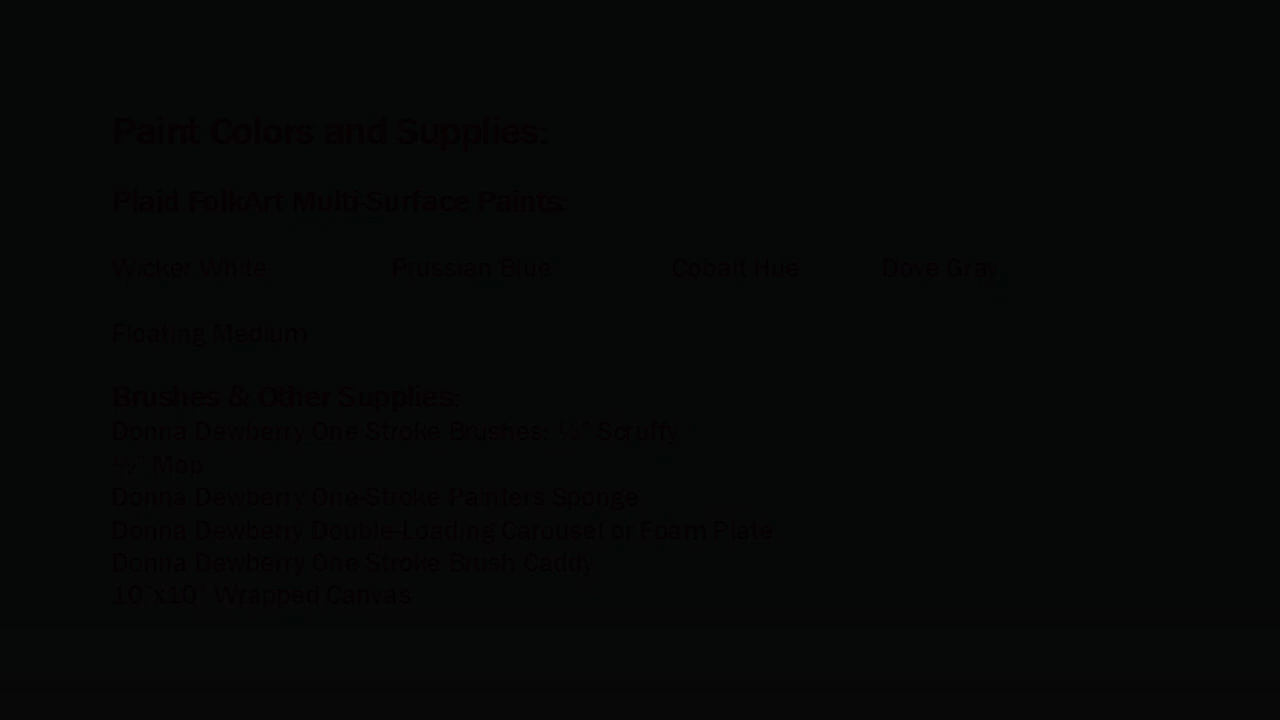 Paint Colors and Supplies:
Plaid FolkArt Multi-Surface Paints:
Wicker White Prussian Blue Cobalt Hue Dove Gray
Floating Medium
Brushes & Other Supplies:
Donna Dewberry One Stroke Brushes: Scruffy
Mop
Donna Dewberry One-Stroke Painters Sponge
Donna Dewberry Double-Loading Carousel or Foam Plate
Donna Dewberry One Stroke Brush Caddy
10"x10" Wrapped Canvas